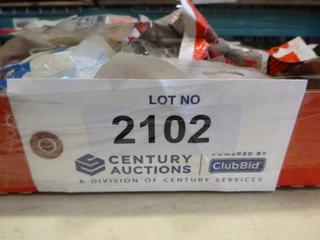 LOT NO
2102
CENTURY AUCTIONS
POWERED BY ClubBid
A DIVISION OF CENTURY SERVICES